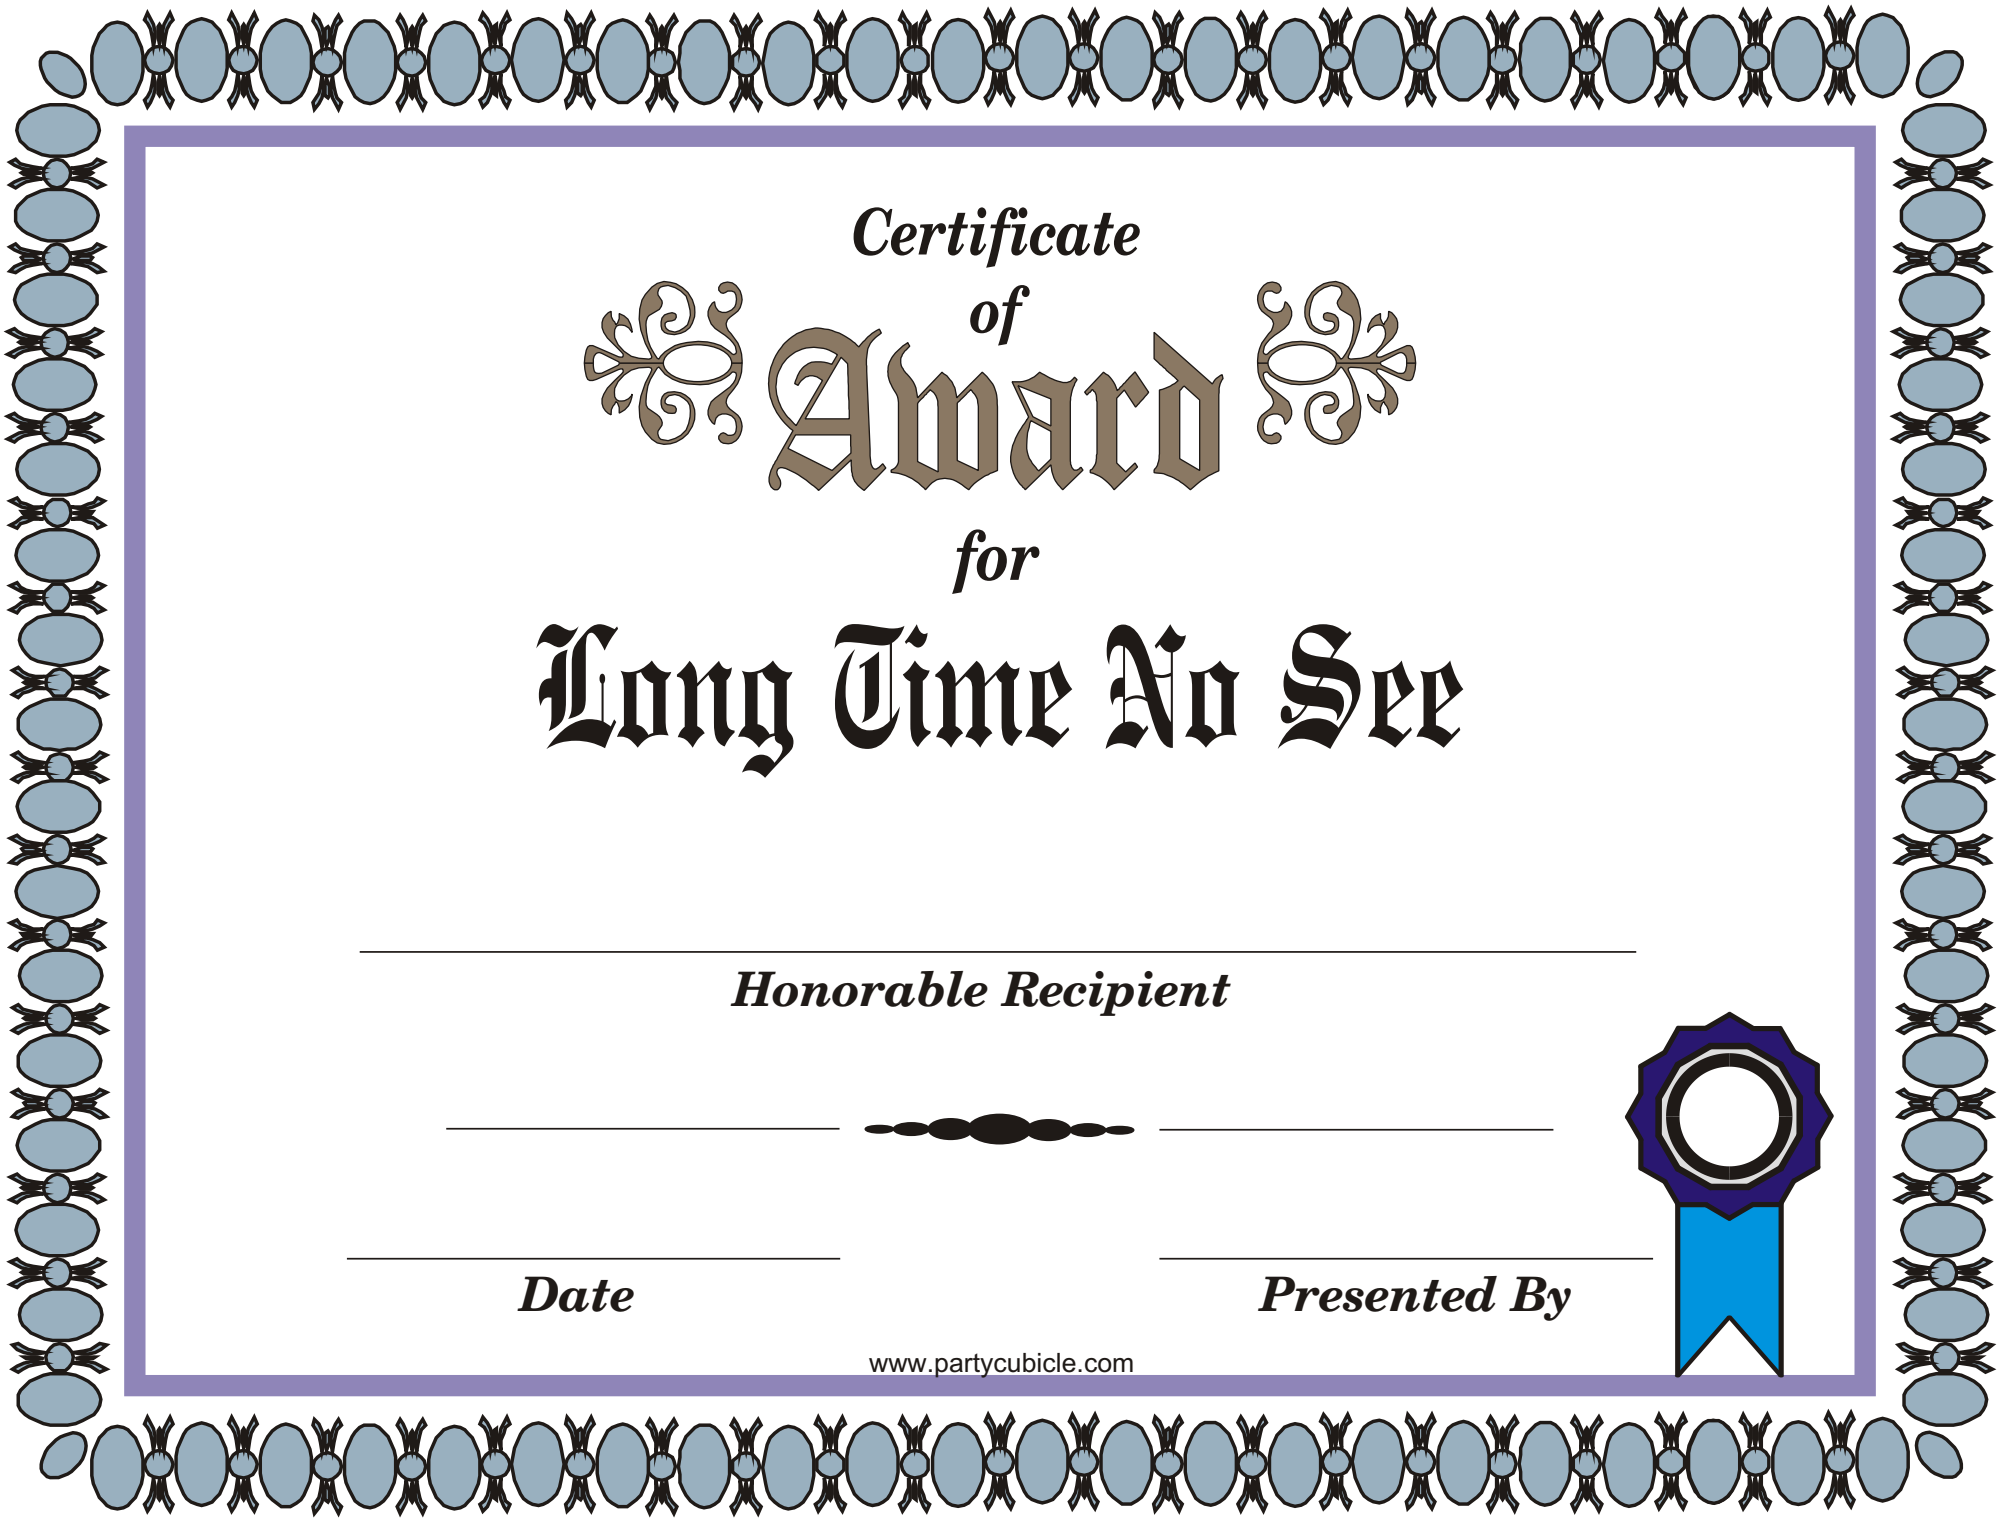 Certificate
of
Award
for
Long Time No See
Honorable Recipient
Date
Presented By
www.partycubicle.com